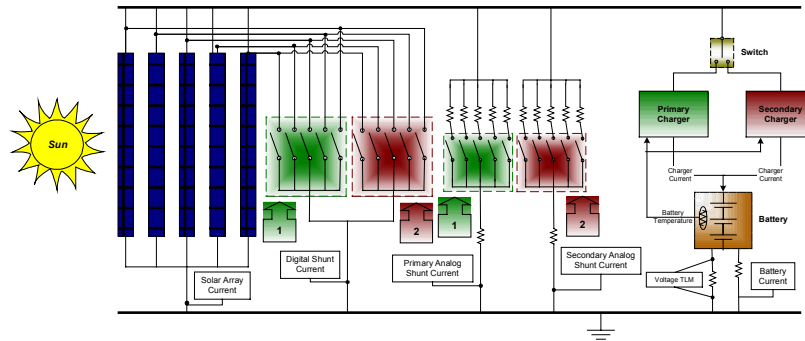 Sun
Switch
Primary
Charger
Secondary
Charger
Charger
Current
Charger
Current
1
2
1
2
Battery
Temperature
Battery
Digital Shunt
Current
Primary Analog
Shunt Current
Secondary Analog
Shunt Current
Solar Array
Current
Voltage TLM
Battery
Current